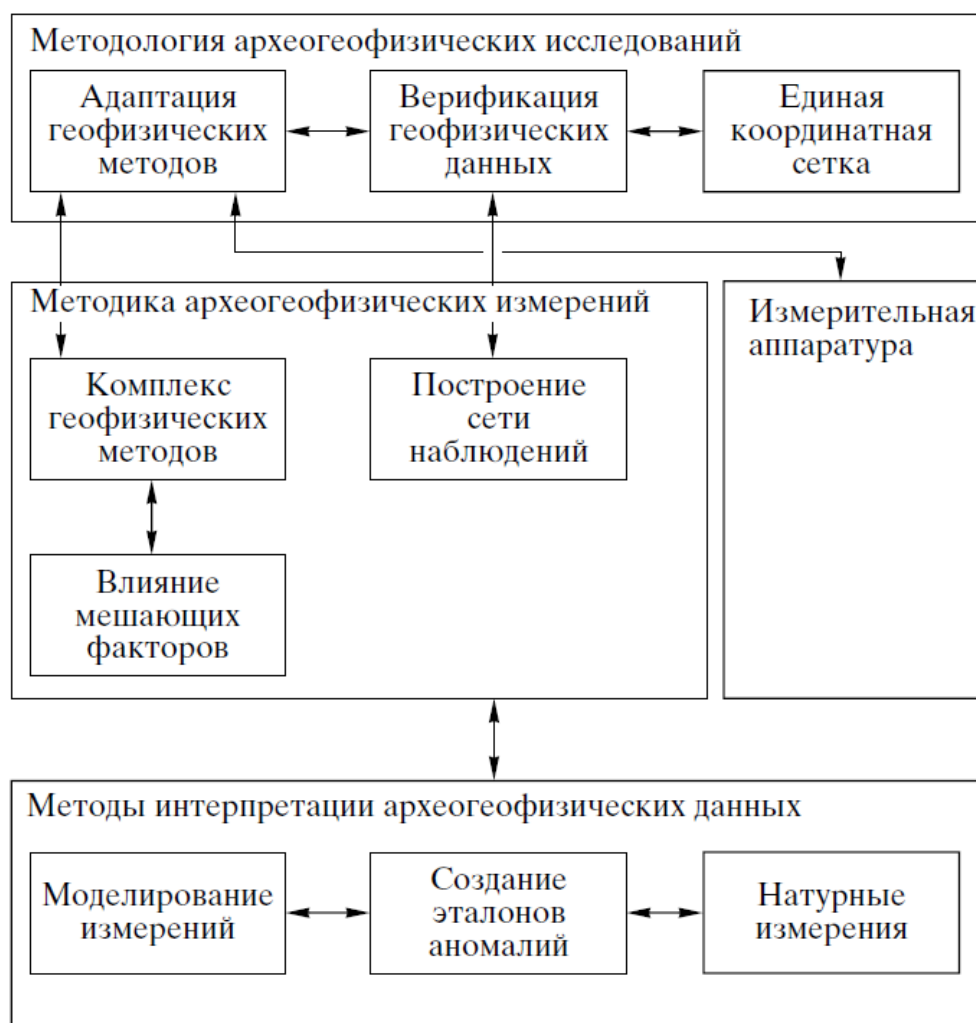 Методология археогеофизических исследований
Адаптация
геофизических
методов
Верификация
геофизических
данных
Единая
координатная
сетка
Методика археогеофизических измерений
Комплекс
геофизических
методов
Построение
сети
наблюдений
Влияние
мешающих
факторов
Измерительная
аппаратура
Методы интерпретации археогеофизических данных
Моделирование
измерений
Создание
эталонов
аномалий
Натурные
измерения